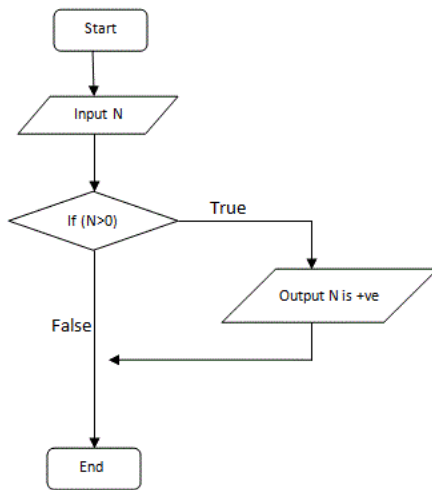 Start
Input N
If (N>0)
True
Output N is +ve
False
End